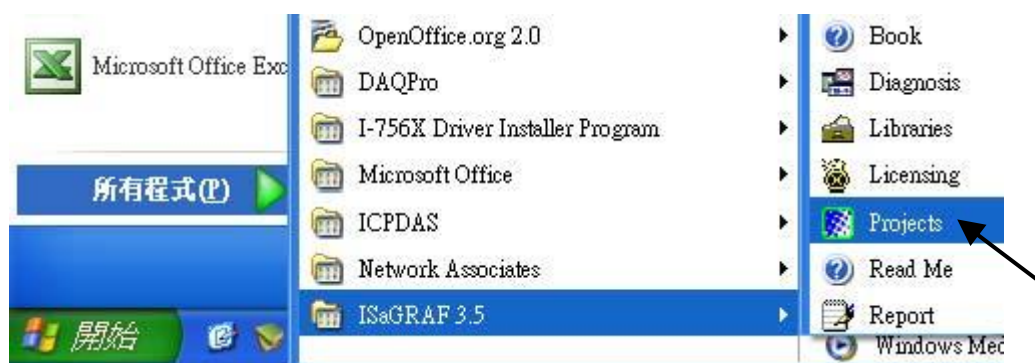 Microsoft Office Exc
所有程式(P)
開始
OpenOffice.org 2.0
DAQPro
I-756X Driver Installer Program
Microsoft Office
ICPDAS
Network Associates
ISaGRAF 3.5
Book
Diagnosis
Libraries
Licensing
Projects
Read Me
Report
Windows Med